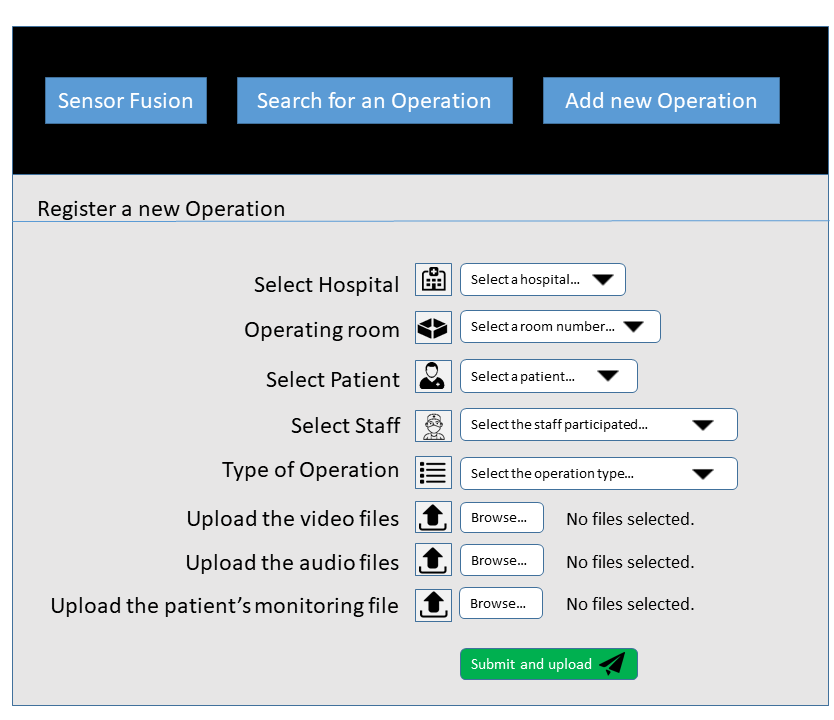 Sensor Fusion Search for an Operation Add new Operation
Register a new Operation
Select Hospital Select a hospital...
Operating room Select a room number...
Select Patient Select a patient...
Select Staff Select the staff participated...
Type of Operation Select the operation type...
Upload the video files Browse... No files selected.
Upload the audio files Browse... No files selected.
Upload the patient’s monitoring file Browse... No files selected.
Submit and upload